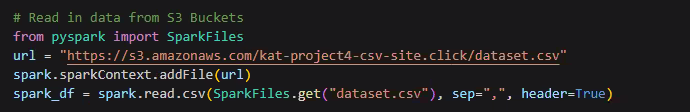 # Read in data from S3 Buckets
from pyspark import SparkFiles
url = "https://s3.amazonaws.com/kat-project4-csv-site.click/dataset.csv"
spark.sparkContext.addFile(url)
spark_df = spark.read.csv(SparkFiles.get("dataset.csv"), sep=",", header=True)